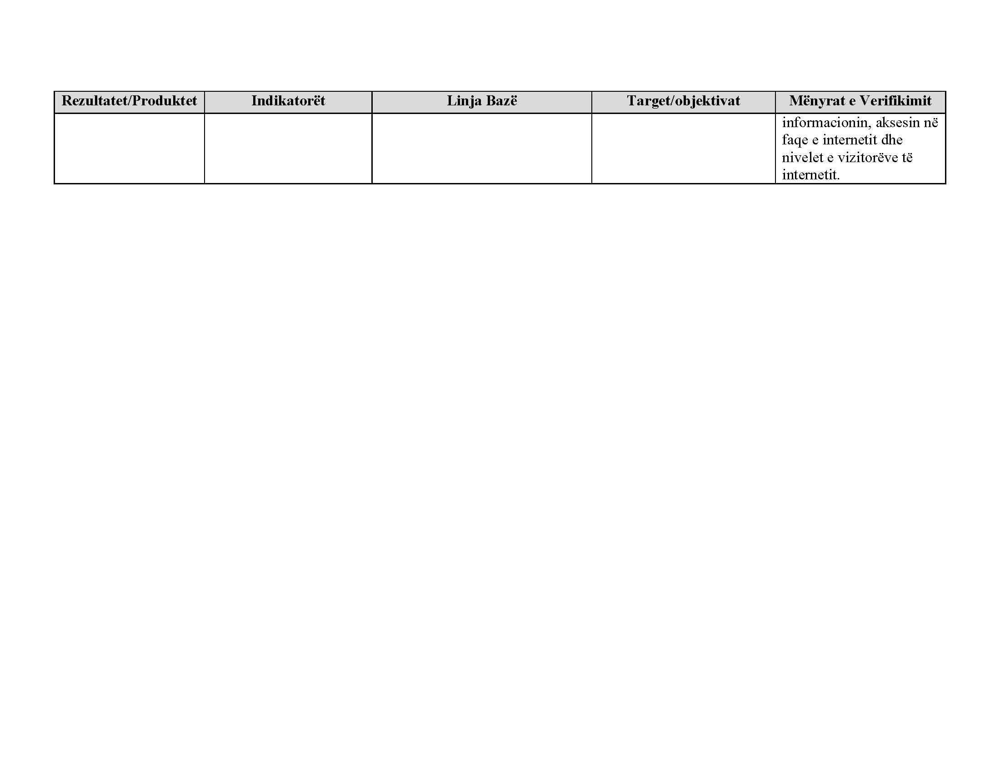 Rezultatet/Produktet Indikatorët Linja Bazë Target/objektivat Mënyrat e Verifikimit
informacionin, aksesin në
faqe e internetit dhe
nivelet e vizitorëve të
internetit.